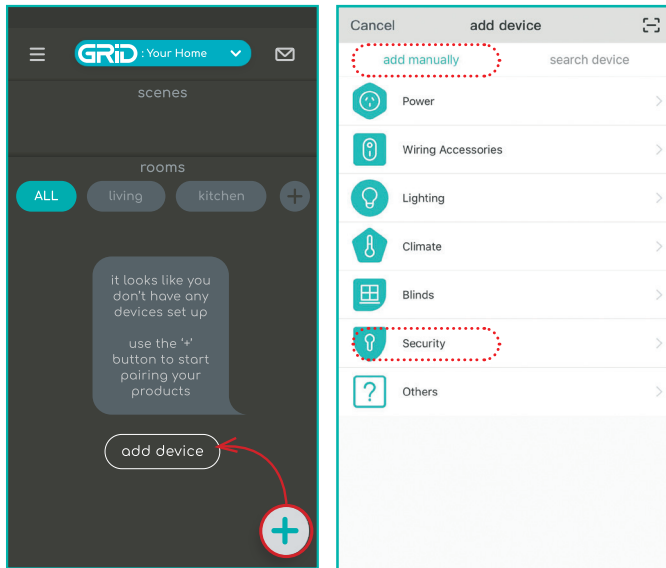 GRID : Your Home
scenes
rooms
ALL living kitchen +
it looks like you
don't have any
devices set up
use the '+'
button to start
pairing your
products
add device
+
Cancel add device
add manually search device
Power
Wiring Accessories
Lighting
Climate
Blinds
Security
? Others